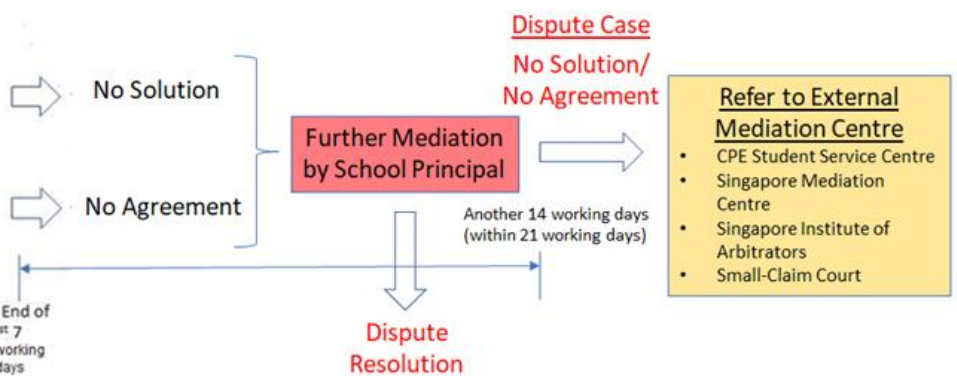 No Solution
No Agreement
Further Mediation
by School Principal
Dispute Case
No Solution/
No Agreement
Another 14 working days
(within 21 working days)
Refer to External
Mediation Centre
• CPE Student Service Centre
• Singapore Mediation
Centre
• Singapore Institute of
Arbitrators
• Small-Claim Court
End of
st 7
working
days
Dispute
Resolution